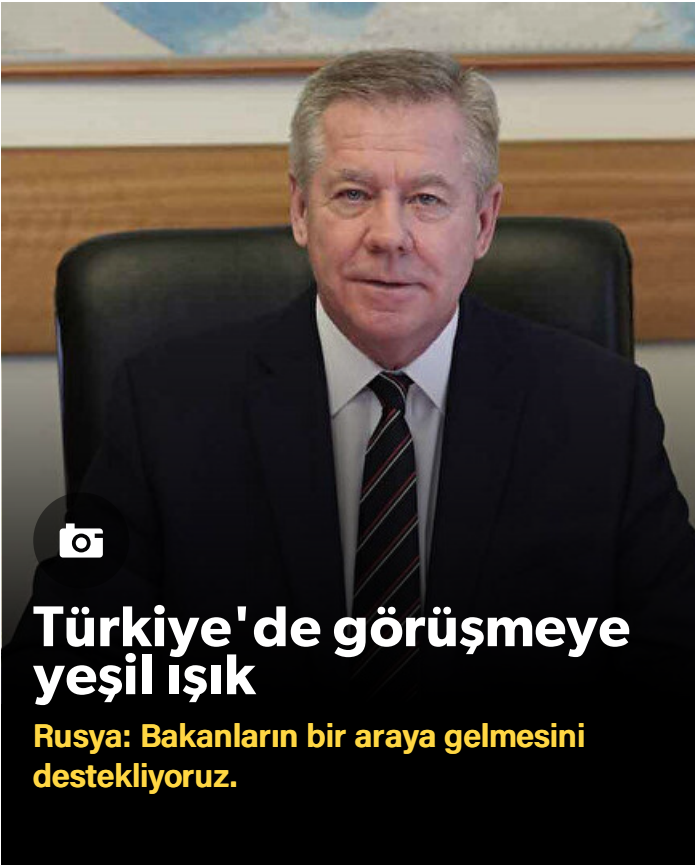 Türkiye'de görüşmeye
yeşil ışık
Rusya: Bakanların bir araya gelmesini
destekliyoruz.